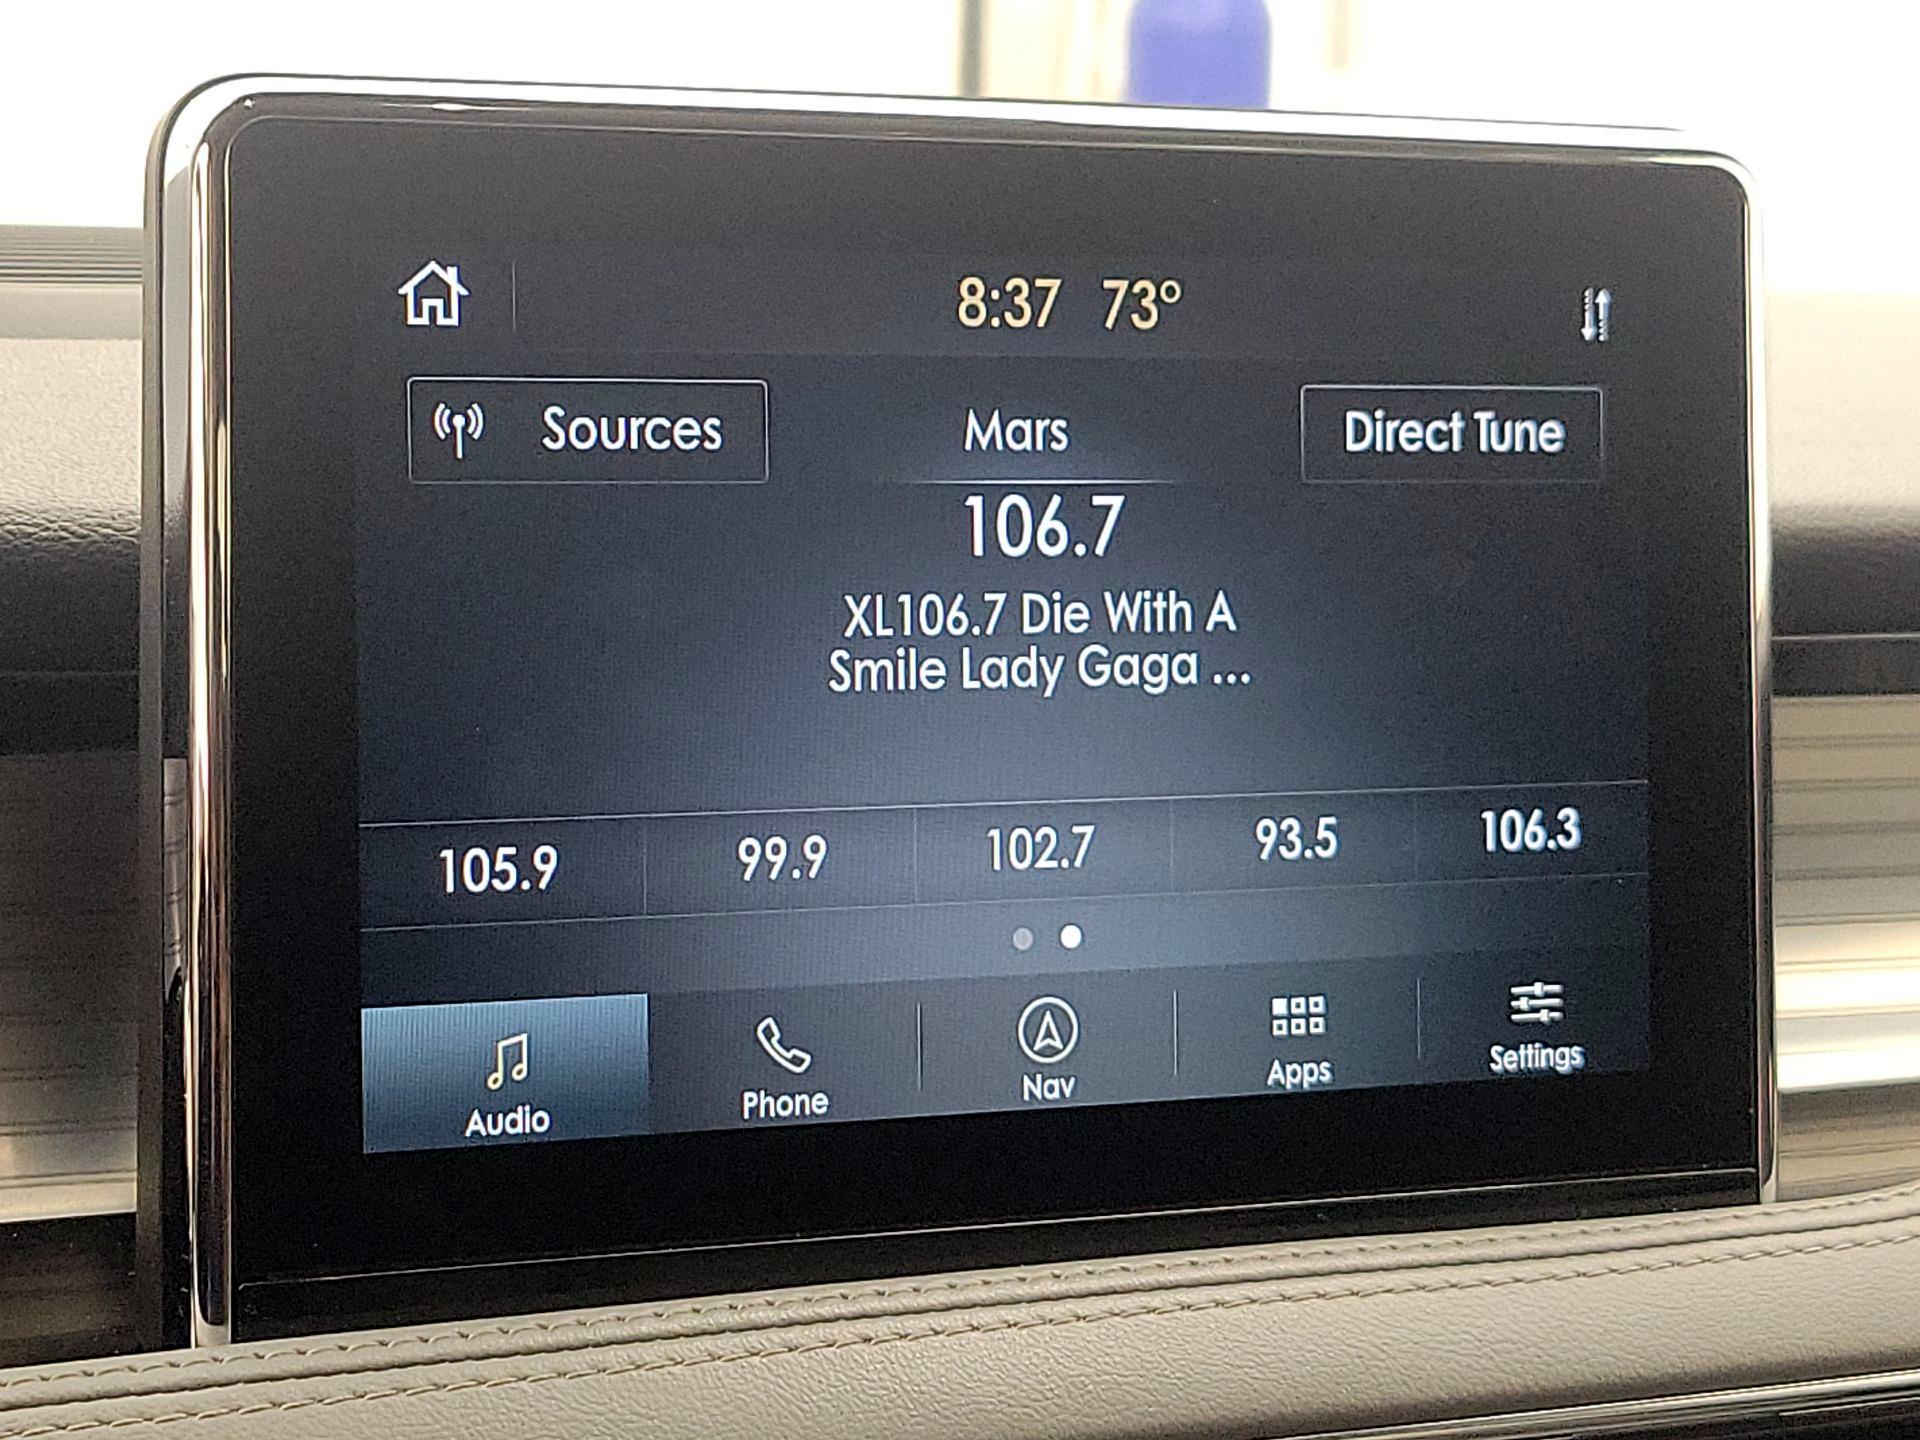 8:37 73°
Sources
Mars
Direct Tune
106.7
XL106.7 Die With A
Smile Lady Gaga ...
105.9 99.9 102.7 93.5 106.3
Audio Phone Nav Apps Settings